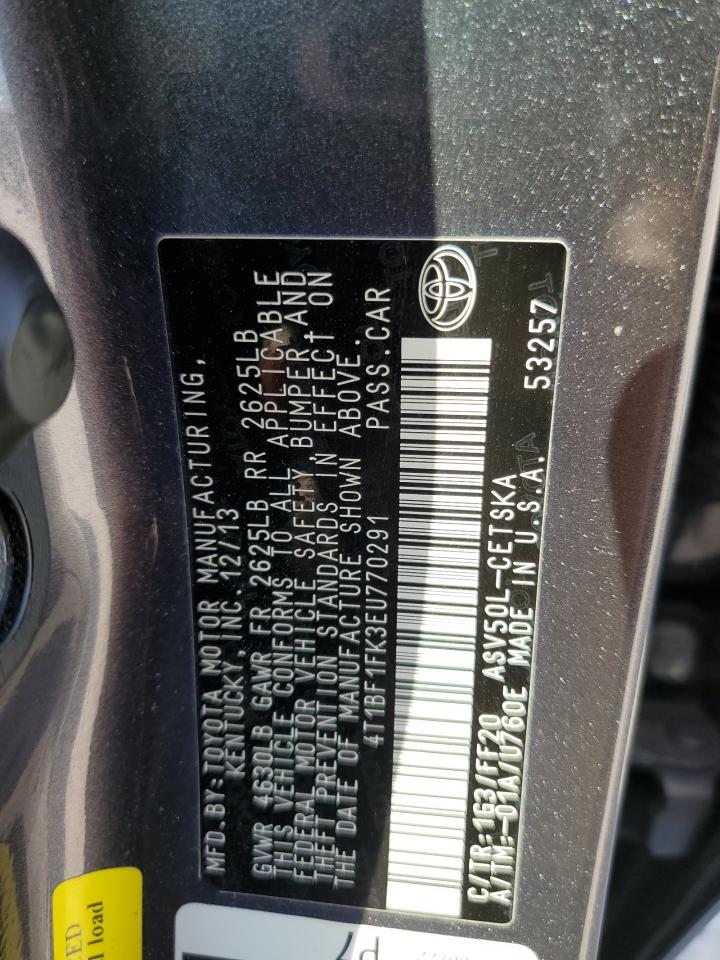 MFD. BY: TOYOTA MOTOR MANUFACTURING,
KENTUCKY, INC. 12/13
GVWR 4630LB GAWR FR 2625LB RR 2625LB
THIS VEHICLE CONFORMS TO ALL APPLICABLE
FEDERAL MOTOR VEHICLE SAFETY, BUMPER AND
THEFT PREVENTION STANDARDS IN EFFECT ON
THE DATE OF MANUFACTURE SHOWN ABOVE.
4T1BF1FK3EU770291 PASS.CAR
C/TR:1G3/FF20 ASV50L-CETSKA
A/TM:-01A/U760E MADE IN U.S.A. 53257
load